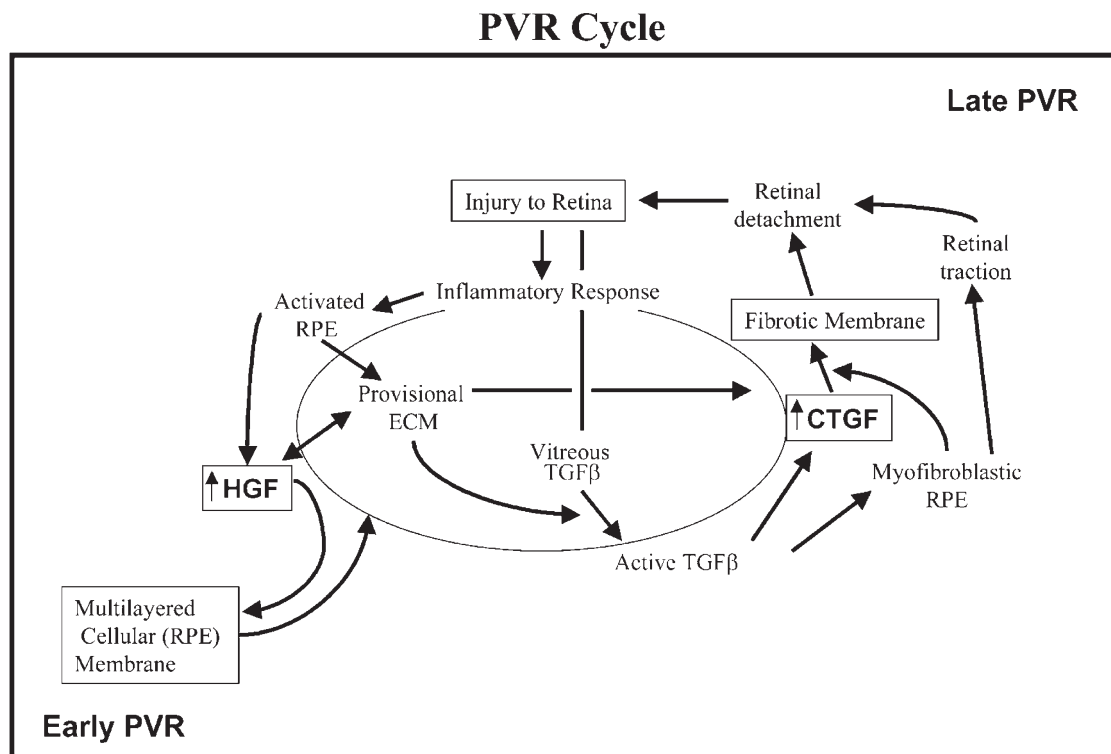 PVR Cycle
Late PVR
Injury to Retina
Retinal
detachment
Retinal
traction
Inflammatory Response
Activated
RPE
Fibrotic Membrane
Provisional
ECM
↑CTGF
Vitreous
TGFβ
Myofibroblastic
RPE
↑HGF
Active TGFβ
Multilayered
Cellular (RPE)
Membrane
Early PVR